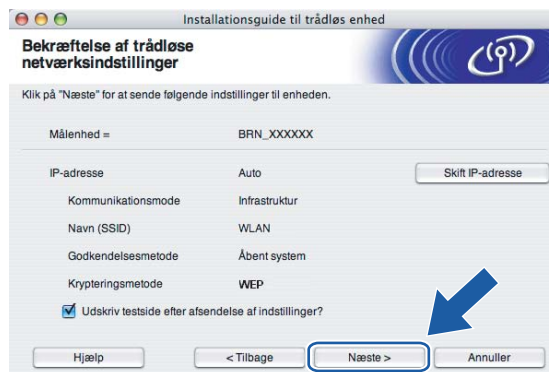 Installationsguide til trådløs enhed
Bekræftelse af trådløse
netværksindstillinger
Klik på "Næste" for at sende følgende indstillinger til enheden.
Målenhed = BRN_XXXXXX
IP-adresse Auto Skift IP-adresse
Kommunikationsmode Infrastruktur
Navn (SSID) WLAN
Godkendelsesmetode Åbent system
Krypteringsmetode WEP
Udskriv testside efter afsendelse af indstillinger?
Hjælp < Tilbage Næste > Annuller